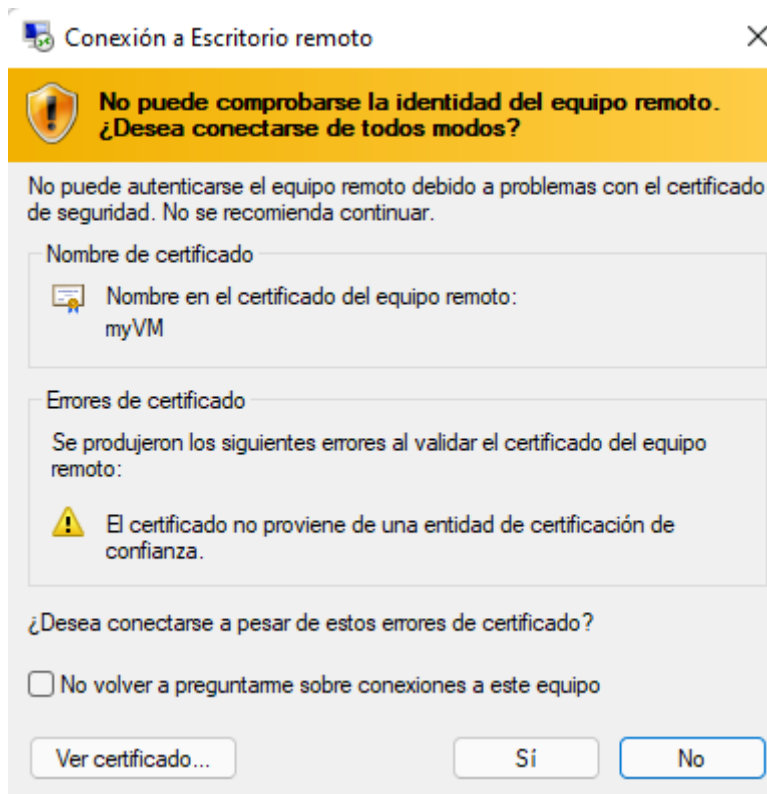 Conexión a Escritorio remoto
No puede comprobarse la identidad del equipo remoto.
¿Desea conectarse de todos modos?
No puede autenticarse el equipo remoto debido a problemas con el certificado
de seguridad. No se recomienda continuar.
Nombre de certificado
Nombre en el certificado del equipo remoto:
myVM
Errores de certificado
Se produjeron los siguientes errores al validar el certificado del equipo
remoto:
El certificado no proviene de una entidad de certificación de
confianza.
¿Desea conectarse a pesar de estos errores de certificado?
No volver a preguntarme sobre conexiones a este equipo
Ver certificado...
Sí
No